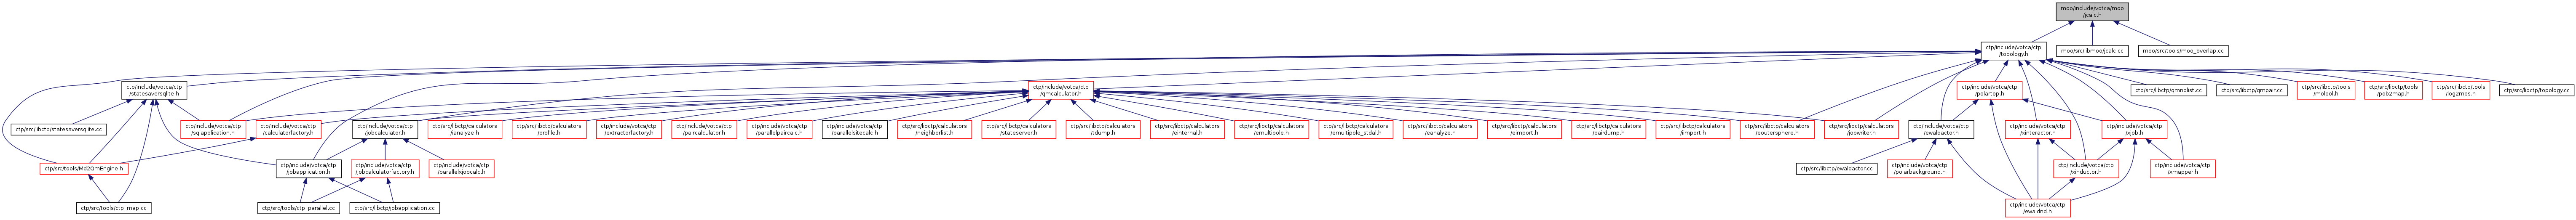 moo/include/votca/moo
/jcalc.h
ctp/include/votca/ctp
/topology.h
moo/src/libmoo/jcalc.cc
moo/src/tools/moo_overlap.cc
ctp/include/votca/ctp
/statesaversqlite.h
ctp/include/votca/ctp
/qmcalculator.h
ctp/include/votca/ctp
/polartop.h
ctp/src/libctp/qmnblist.cc
ctp/src/libctp/qmpair.cc
ctp/src/libctp/tools
/molpol.h
ctp/src/libctp/tools
/pdb2map.h
ctp/src/libctp/tools
/log2mps.h
ctp/src/libctp/topology.cc
ctp/src/libctp/statesaversqlite.cc
ctp/include/votca/ctp
/sqlapplication.h
ctp/include/votca/ctp
/calculatorfactory.h
ctp/include/votca/ctp
/jobcalculator.h
ctp/src/libctp/calculators
/ianalyze.h
ctp/src/libctp/calculators
/profile.h
ctp/include/votca/ctp
/extractorfactory.h
ctp/include/votca/ctp
/paircalculator.h
ctp/include/votca/ctp
/parallelpaircalc.h
ctp/include/votca/ctp
/parallelsitecalc.h
ctp/src/libctp/calculators
/neighborlist.h
ctp/src/libctp/calculators
/stateserver.h
ctp/src/libctp/calculators
/tdump.h
ctp/src/libctp/calculators
/einternal.h
ctp/src/libctp/calculators
/emultipole.h
ctp/src/libctp/calculators
/emultipole_stdal.h
ctp/src/libctp/calculators
/eanalyze.h
ctp/src/libctp/calculators
/eimport.h
ctp/src/libctp/calculators
/pairdump.h
ctp/src/libctp/calculators
/iimport.h
ctp/src/libctp/calculators
/eoutersphere.h
ctp/src/libctp/calculators
/jobwriter.h
ctp/include/votca/ctp
/ewaldactor.h
ctp/include/votca/ctp
/xinteractor.h
ctp/include/votca/ctp
/xjob.h
ctp/src/tools/Md2QmEngine.h
ctp/include/votca/ctp
/jobapplication.h
ctp/include/votca/ctp
/jobcalculatorfactory.h
ctp/include/votca/ctp
/parallelxjobcalc.h
ctp/src/libctp/ewaldactor.cc
ctp/include/votca/ctp
/polarbackground.h
ctp/include/votca/ctp
/xinductor.h
ctp/include/votca/ctp
/xmapper.h
ctp/src/tools/ctp_map.cc
ctp/src/tools/ctp_parallel.cc
ctp/src/libctp/jobapplication.cc
ctp/include/votca/ctp
/ewaldnd.h